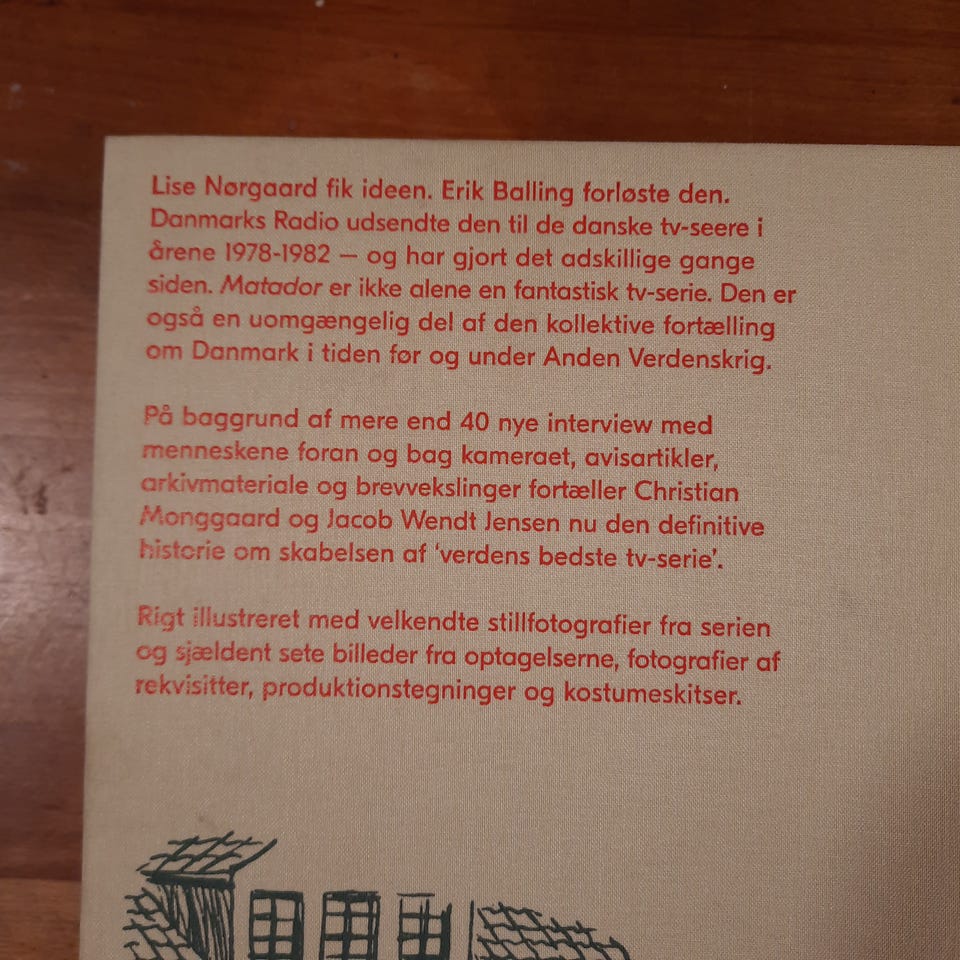 Lise Nørgaard fik ideen. Erik Balling forløste den.
Danmarks Radio udsendte den til de danske tv-seere i
årene 1978-1982 – og har gjort det adskillige gange
siden. Matador er ikke alene en fantastisk tv-serie. Den er
også en uomgængelig del af den kollektive fortælling
om Danmark i tiden før og under Anden Verdenskrig.
På baggrund af mere end 40 nye interview med
menneskene foran og bag kameraet, avisartikler,
arkivmateriale og brevvekslinger fortæller Christian
Monggaard og Jacob Wendt Jensen nu den definitive
historie om skabelsen af ‘verdens bedste tv-serie’.
Rigt illustreret med velkendte stillfotografier fra serien
og sjældent sete billeder fra optagelserne, fotografier af
rekvisitter, produktionstegninger og kostumeskitser.